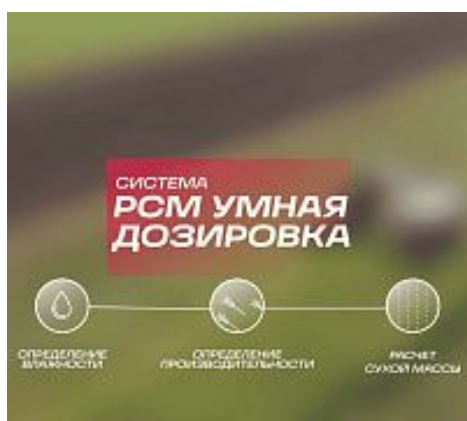 СИСТЕМА
РСМ УМНАЯ
ДОЗИРОВКА
ОПРЕДЕЛЕНИЕ
ВЛАЖНОСТИ
ОПРЕДЕЛЕНИЕ
ПРОИЗВОДИТЕЛЬНОСТИ
РАСЧЕТ
СУХОЙ МАССЫ